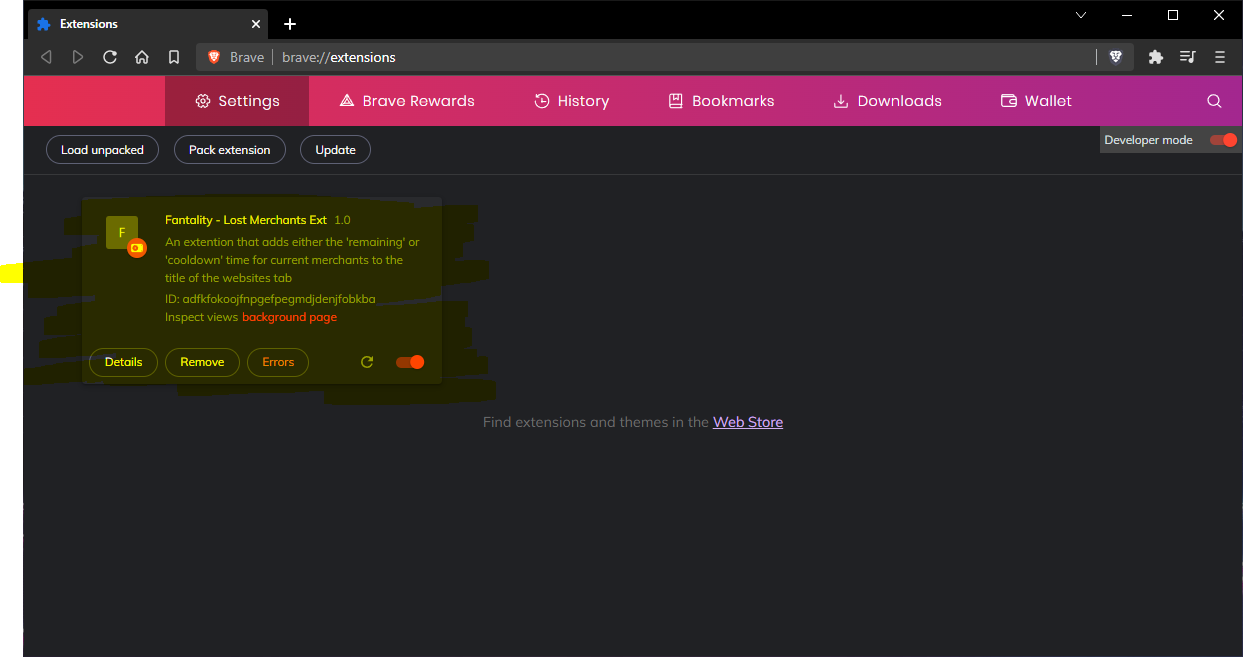 Extensions
Brave brave://extensions
Settings Brave Rewards History Bookmarks Downloads Wallet
Developer mode
Load unpacked Pack extension Update
Fantality - Lost Merchants Ext 1.0
F
An extention that adds either the 'remaining' or
'cooldown' time for current merchants to the
title of the websites tab
ID: adfkfokoojfnpgefpegmdjdenjfobkba
Inspect views background page
Details Remove Errors
Find extensions and themes in the Web Store